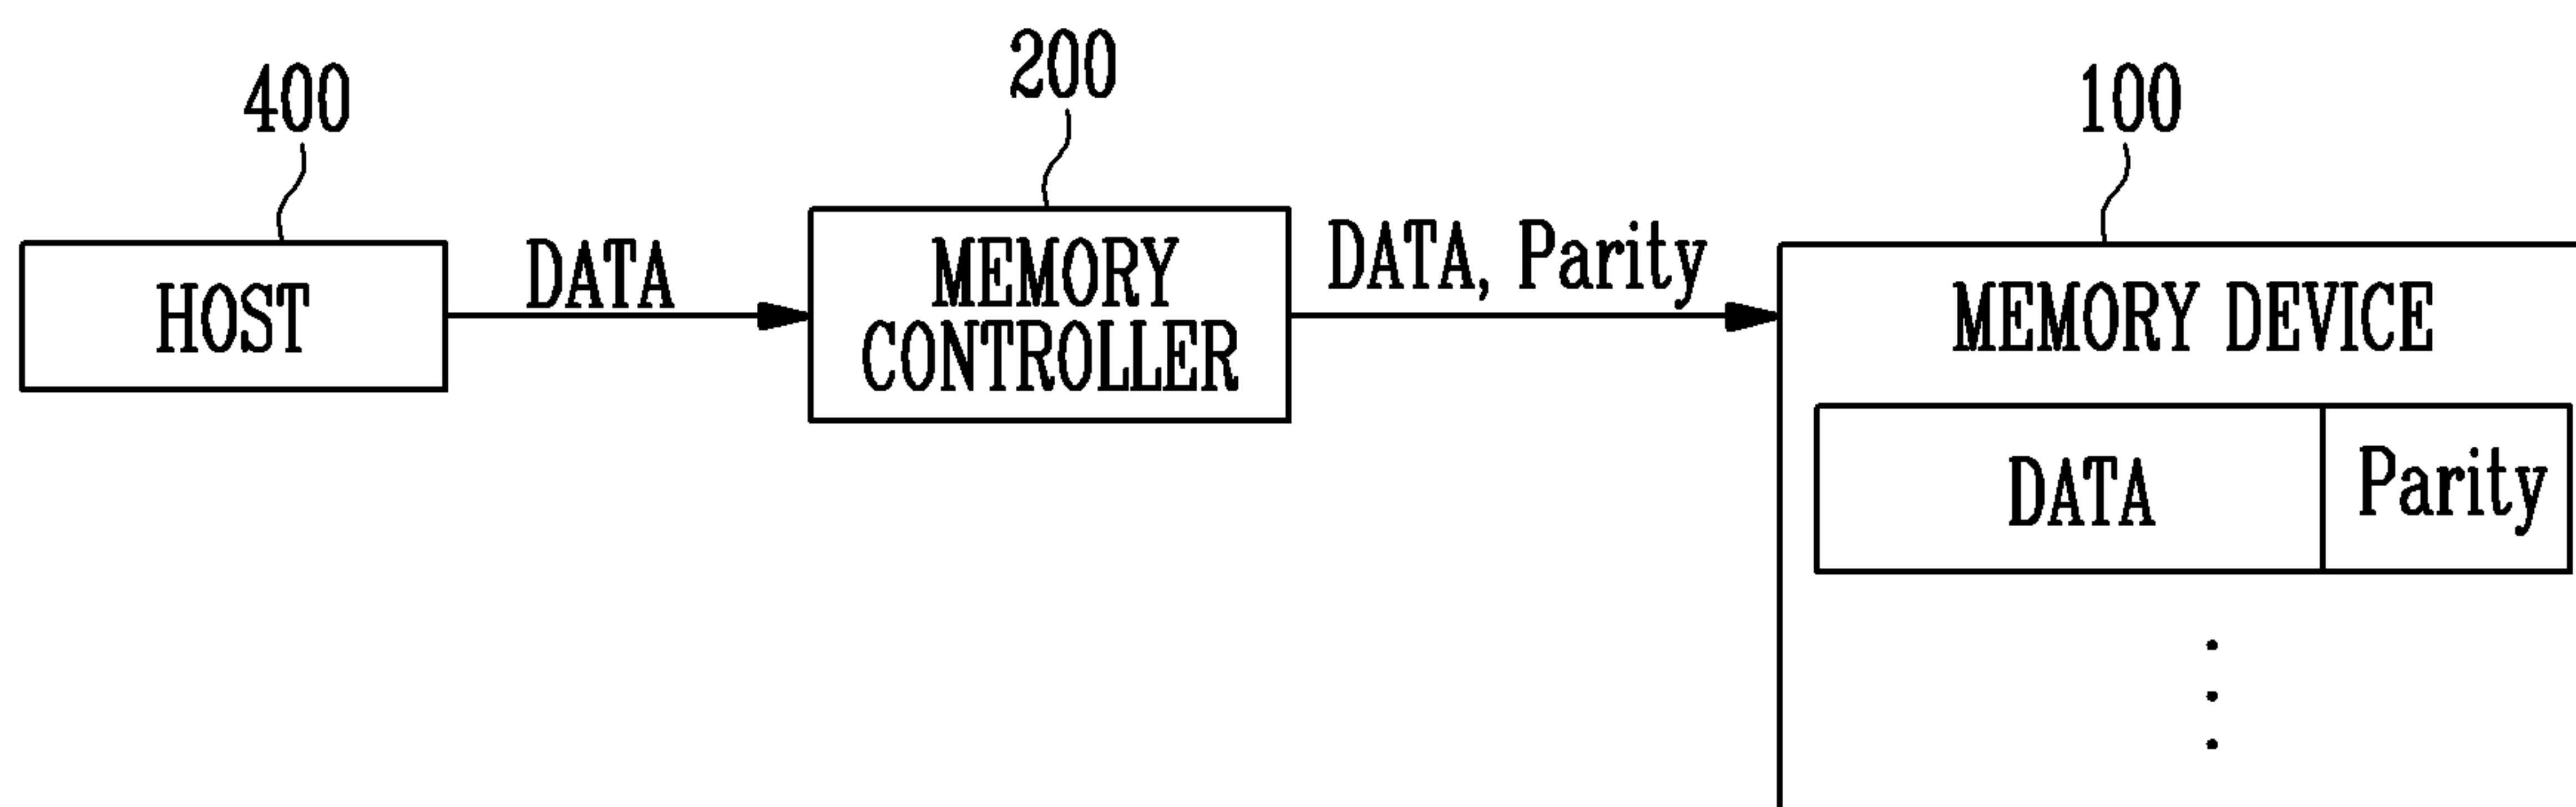 400
200
100
HOST
DATA
MEMORY
CONTROLLER
DATA, Parity
MEMORY DEVICE
DATA
Parity